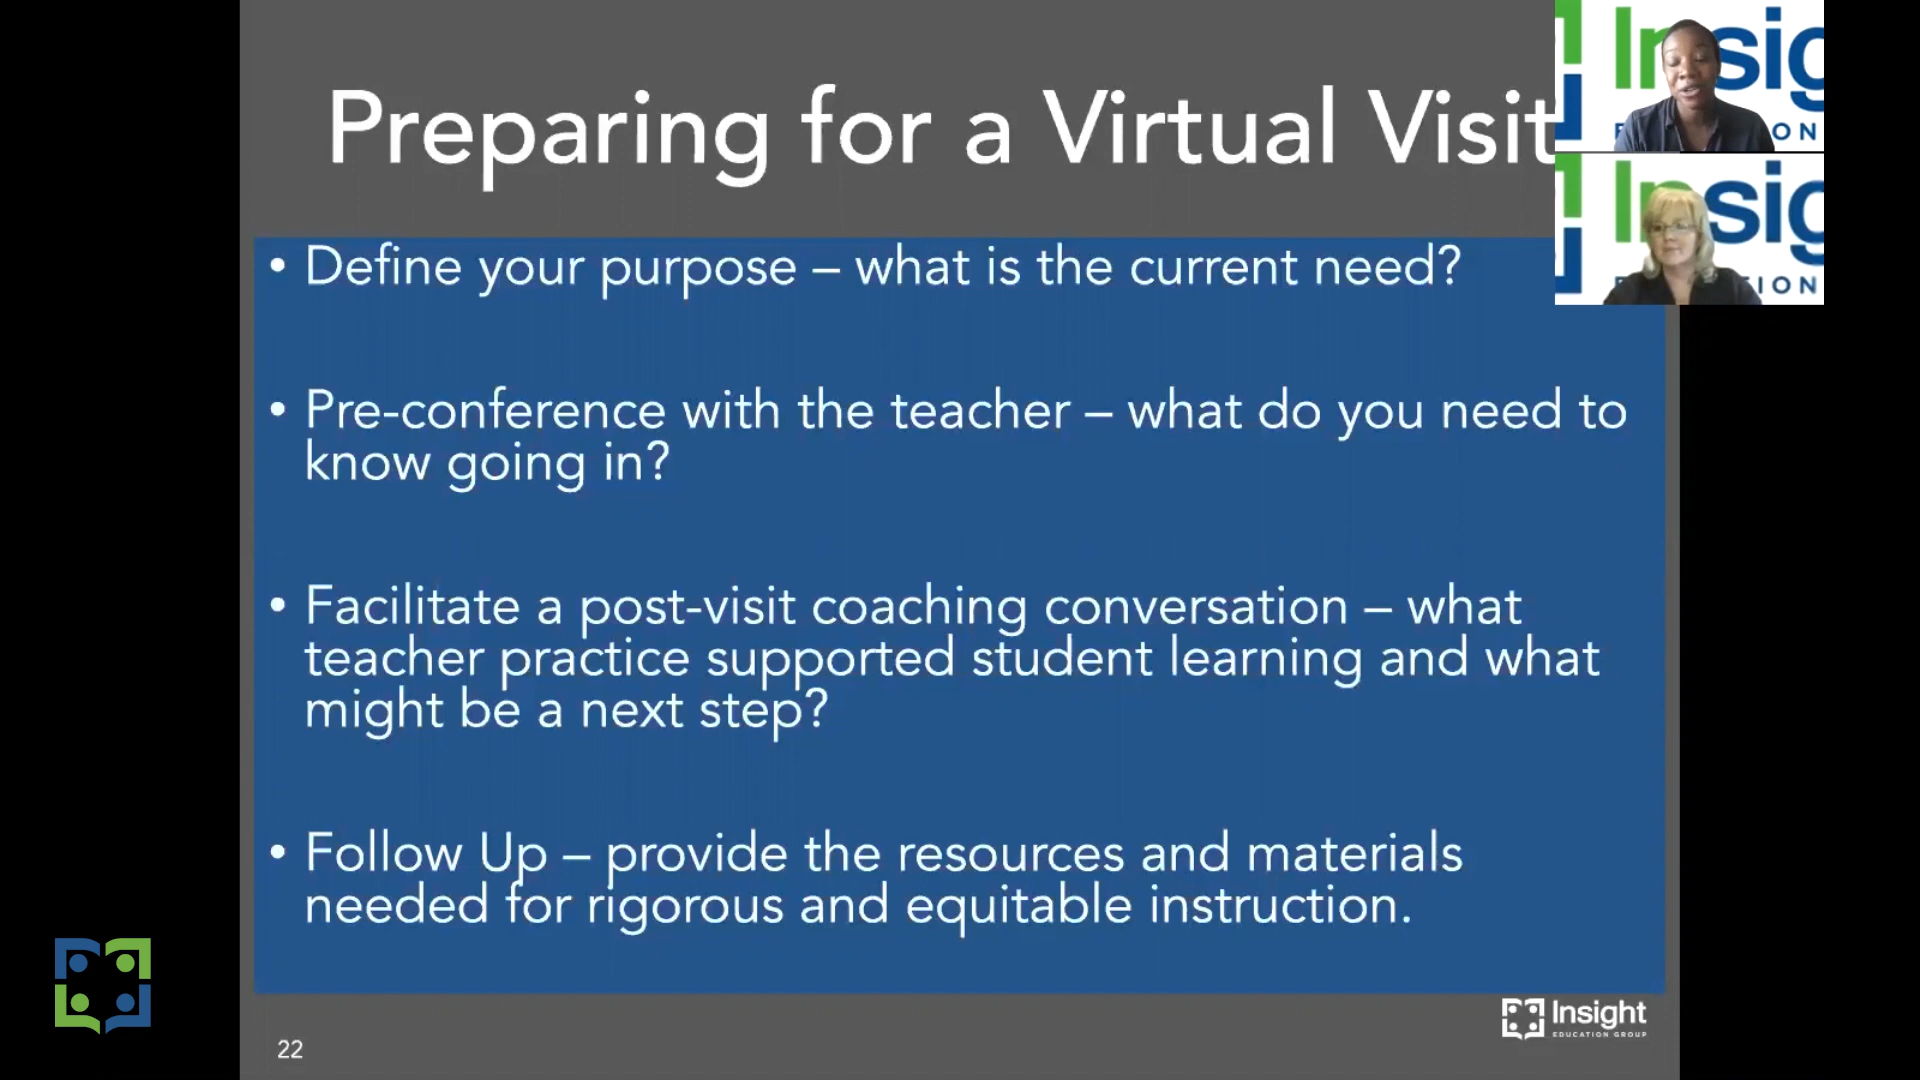 Preparing for a Virtual Visit
• Define your purpose – what is the current need?
• Pre-conference with the teacher – what do you need to
know going in?
• Facilitate a post-visit coaching conversation – what
teacher practice supported student learning and what
might be a next step?
• Follow Up – provide the resources and materials
needed for rigorous and equitable instruction.
22
Insight
EDUCATION GROUP